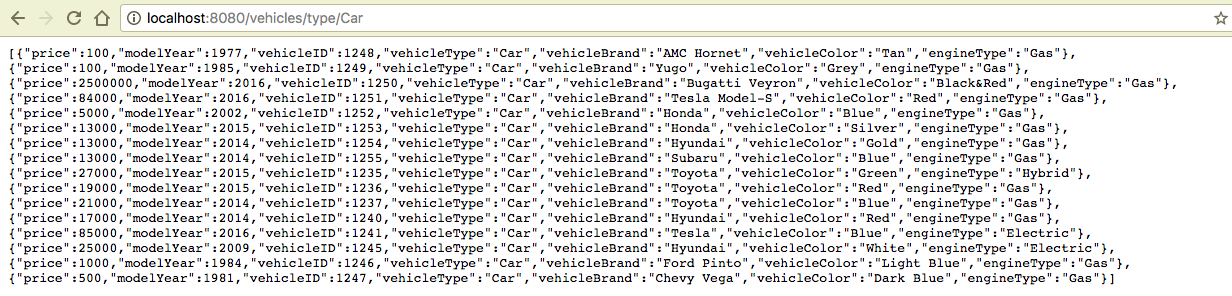 localhost:8080/vehicles/type/Car
[{"price":100,"modelYear":1977,"vehicleID":1248,"vehicleType":"Car","vehicleBrand":"AMC Hornet","vehicleColor":"Tan","engineType":"Gas"},
{"price":100,"modelYear":1985,"vehicleID":1249,"vehicleType":"Car","vehicleBrand":"Yugo","vehicleColor":"Grey","engineType":"Gas"},
{"price":2500000,"modelYear":2016,"vehicleID":1250,"vehicleType":"Car","vehicleBrand":"Bugatti Veyron","vehicleColor":"Black&Red","engineType":"Gas"},
{"price":84000,"modelYear":2016,"vehicleID":1251,"vehicleType":"Car","vehicleBrand":"Tesla Model-S","vehicleColor":"Red","engineType":"Gas"},
{"price":5000,"modelYear":2002,"vehicleID":1252,"vehicleType":"Car","vehicleBrand":"Honda","vehicleColor":"Blue","engineType":"Gas"},
{"price":13000,"modelYear":2015,"vehicleID":1253,"vehicleType":"Car","vehicleBrand":"Honda","vehicleColor":"Silver","engineType":"Gas"},
{"price":13000,"modelYear":2014,"vehicleID":1254,"vehicleType":"Car","vehicleBrand":"Hyundai","vehicleColor":"Gold","engineType":"Gas"},
{"price":13000,"modelYear":2014,"vehicleID":1255,"vehicleType":"Car","vehicleBrand":"Subaru","vehicleColor":"Blue","engineType":"Gas"},
{"price":27000,"modelYear":2015,"vehicleID":1235,"vehicleType":"Car","vehicleBrand":"Toyota","vehicleColor":"Green","engineType":"Hybrid"},
{"price":19000,"modelYear":2015,"vehicleID":1236,"vehicleType":"Car","vehicleBrand":"Toyota","vehicleColor":"Red","engineType":"Gas"},
{"price":21000,"modelYear":2014,"vehicleID":1237,"vehicleType":"Car","vehicleBrand":"Toyota","vehicleColor":"Blue","engineType":"Gas"},
{"price":17000,"modelYear":2014,"vehicleID":1240,"vehicleType":"Car","vehicleBrand":"Hyundai","vehicleColor":"Red","engineType":"Gas"},
{"price":85000,"modelYear":2016,"vehicleID":1241,"vehicleType":"Car","vehicleBrand":"Tesla","vehicleColor":"Blue","engineType":"Electric"},
{"price":25000,"modelYear":2009,"vehicleID":1245,"vehicleType":"Car","vehicleBrand":"Hyundai","vehicleColor":"White","engineType":"Electric"},
{"price":1000,"modelYear":1984,"vehicleID":1246,"vehicleType":"Car","vehicleBrand":"Ford Pinto","vehicleColor":"Light Blue","engineType":"Gas"},
{"price":500,"modelYear":1981,"vehicleID":1247,"vehicleType":"Car","vehicleBrand":"Chevy Vega","vehicleColor":"Dark Blue","engineType":"Gas"}]